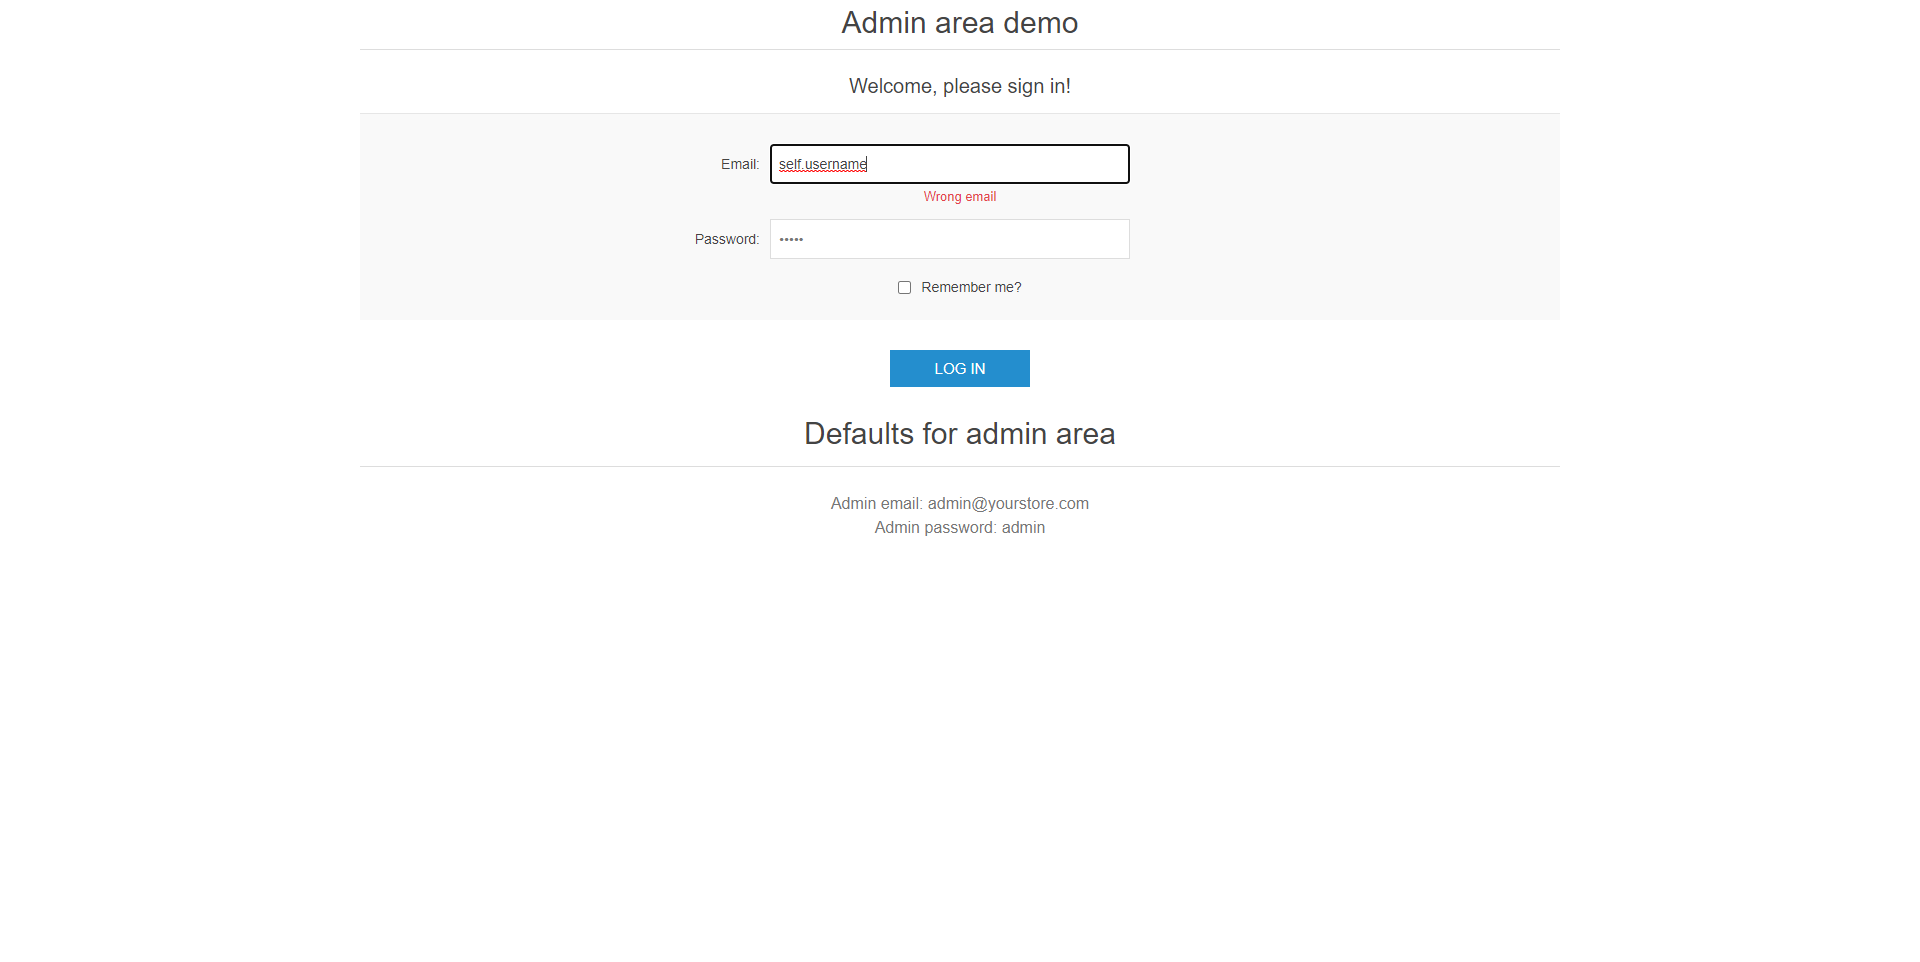 Admin area demo
Welcome, please sign in!
Email: self.username
Wrong email
Password: •••••
Remember me?
LOG IN
Defaults for admin area
Admin email: admin@yourstore.com
Admin password: admin